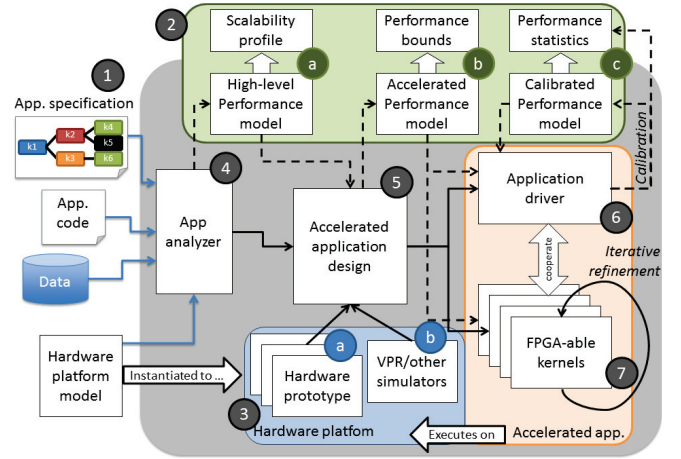 2
Scalability
profile
Performance
bounds
Performance
statistics
a
b
c
1
App. specification
High-level
Performance
model
Accelerated
Performance
model
Calibrated
Performance
model
k1
k2
k3
k4
k5
k6
Calibration
4
5
App.
code
App
analyzer
Accelerated
application
design
Application
driver
6
Data
cooperate
Iterative
refinement
Hardware
platform
model
Instantiated to ...
a
b
Hardware
prototype
VPR/other
simulators
FPGA-able
kernels
7
3
Hardware platfom
Executes on
Accelerated app.